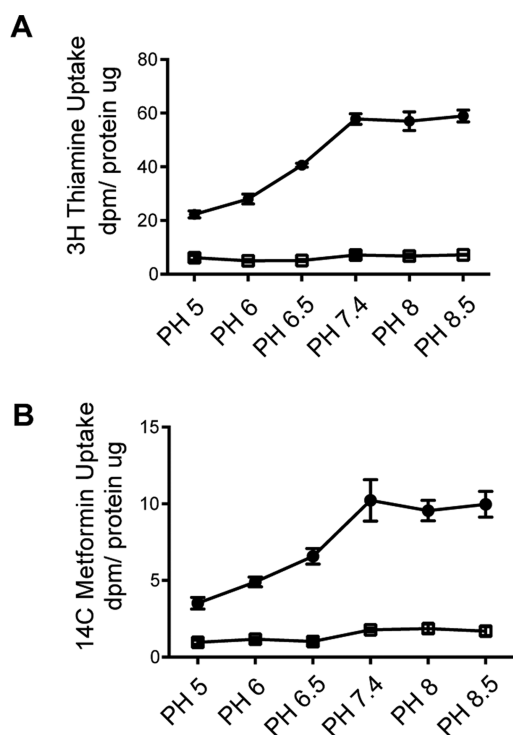 A
3H Thiamine Uptake
dpm/ protein ug
80
60
40
20
0
PH 5
PH 6
PH 6.5
PH 7.4
PH 8
PH 8.5
B
14C Metformin Uptake
dpm/ protein ug
15
10
5
0
PH 5
PH 6
PH 6.5
PH 7.4
PH 8
PH 8.5